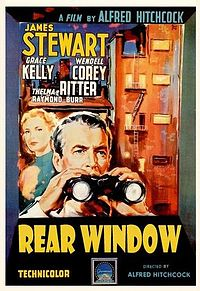 A FILM BY ALFRED HITCHCOCK
JAMES
STEWART
GRACE WENDELL
KELLY COREY
THELMA RITTER
RAYMOND BURR
REAR WINDOW
TECHNICOLOR
DIRECTED BY
ALFRED HITCHCOCK